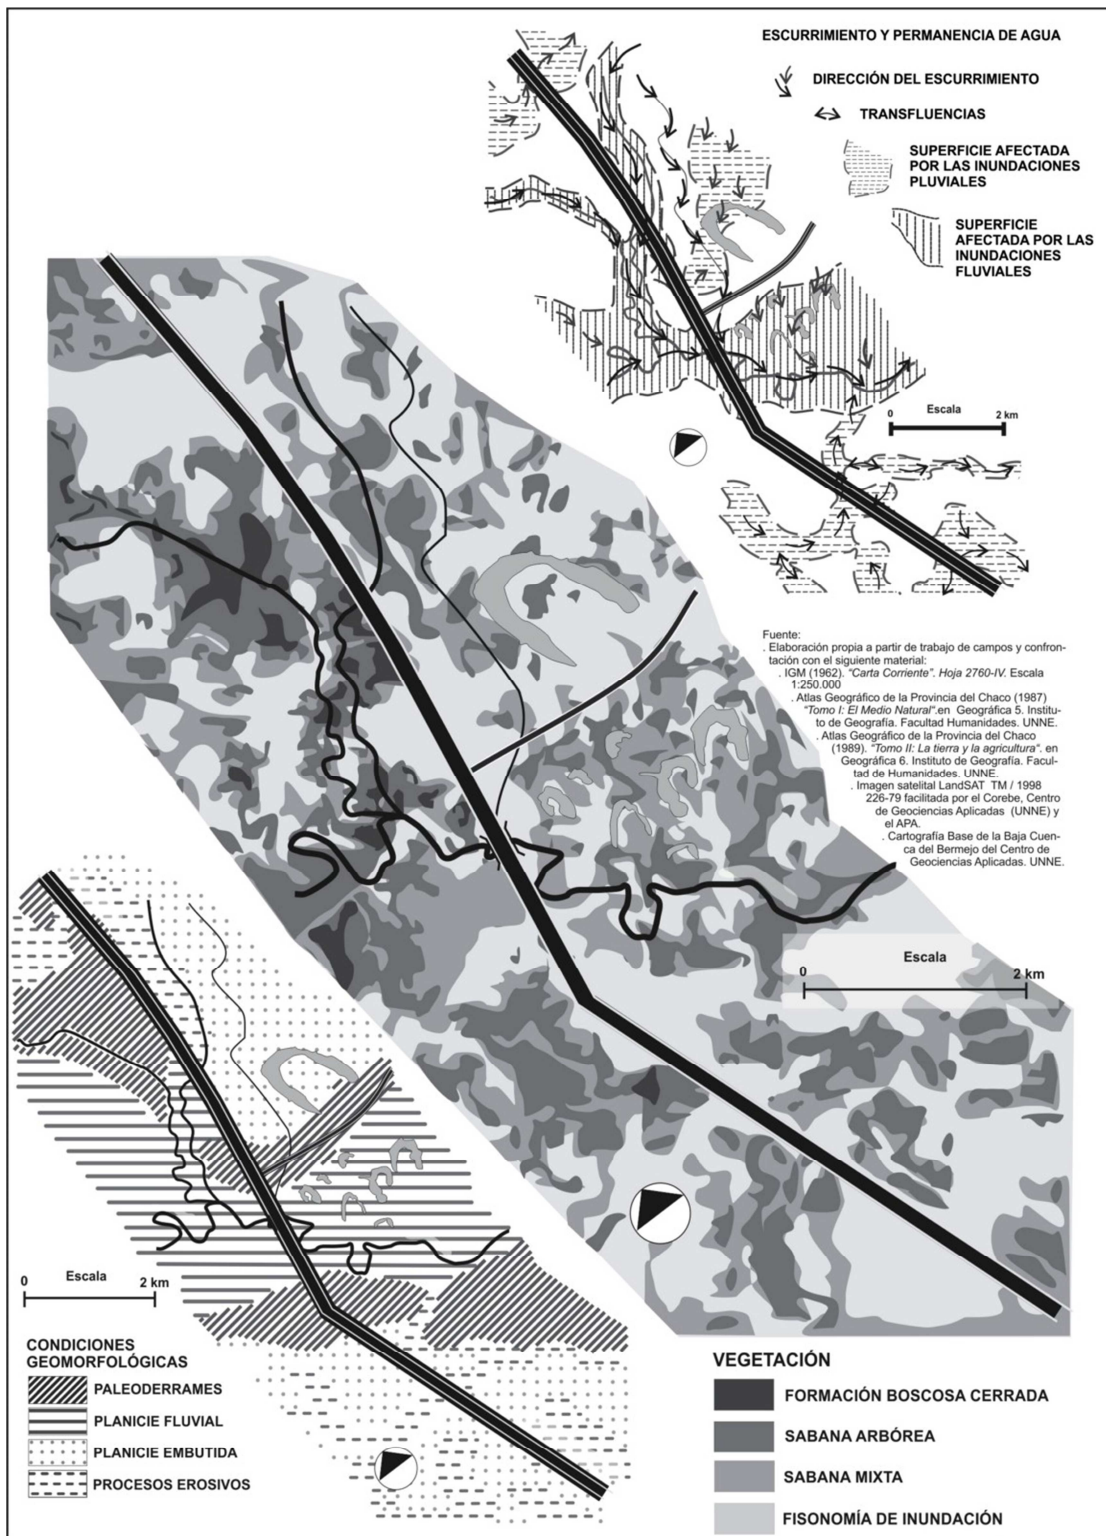 ESCURRIMIENTO Y PERMANENCIA DE AGUA
DIRECCIÓN DEL ESCURRIMIENTO
TRANSFLUENCIAS
SUPERFICIE AFECTADA
POR LAS INUNDACIONES
PLUVIALES
SUPERFICIE
AFECTADA POR LAS
INUNDACIONES
FLUVIALES
0 Escala 2 km
Fuente:
. Elaboración propia a partir de trabajo de campos y confron-
tación con el siguiente material:
. IGM (1962). “Carta Corriente”. Hoja 2760-IV. Escala
1:250.000
. Atlas Geográfico de la Provincia del Chaco (1987)
"Tomo I: El Medio Natural“.en Geográfica 5. Institu-
to de Geografía. Facultad Humanidades. UNNE.
. Atlas Geográfico de la Provincia del Chaco
(1989). "Tomo II: La tierra y la agricultura“. en
Geográfica 6. Instituto de Geografía. Facul-
tad de Humanidades. UNNE.
. Imagen satelital LandSAT TM / 1998
226-79 facilitada por el Corebe, Centro
de Geociencias Aplicadas (UNNE) y
el APA.
. Cartografía Base de la Baja Cuen-
ca del Bermejo del Centro de
Geociencias Aplicadas. UNNE.
Escala
0 2 km
0 Escala 2 km
CONDICIONES
GEOMORFOLÓGICAS
PALEODERRAMES
PLANICIE FLUVIAL
PLANICIE EMBUTIDA
PROCESOS EROSIVOS
VEGETACIÓN
FORMACIÓN BOSCOSA CERRADA
SABANA ARBÓREA
SABANA MIXTA
FISONOMÍA DE INUNDACIÓN